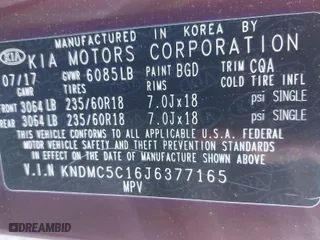 MANUFACTURED IN KOREA BY
KIA KIA MOTORS CORPORATION
07/17 GVWR 6085LB PAINT BGD TRIM CQA
GAWR TIRES COLD TIRE INFL
FRONT 3064 LB 235/60R18 7.0Jx18 psi SINGLE
REAR 3064 LB 235/60R18 7.0Jx18 psi SINGLE
THIS VEHICLE CONFORMS TO ALL APPLICABLE U.S.A. FEDERAL
MOTOR VEHICLE SAFETY AND THEFT PREVENTION STANDARDS
IN EFFECT ON THE DATE OF MANUFACTURE SHOWN ABOVE.
V.I.N KNDMC5C16J6377165
MPV
DREAMBID